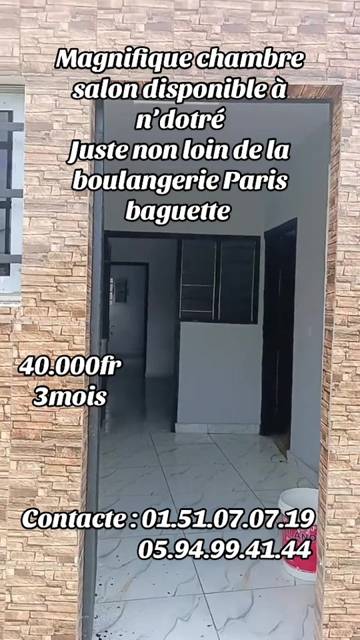 Magnifique chambre
salon disponible à
n'dotré
Juste non loin de la
boulangerie Paris
baguette
40.000fr
3mois
Contacte : 01.51.07.07.19
05.94.99.41.44